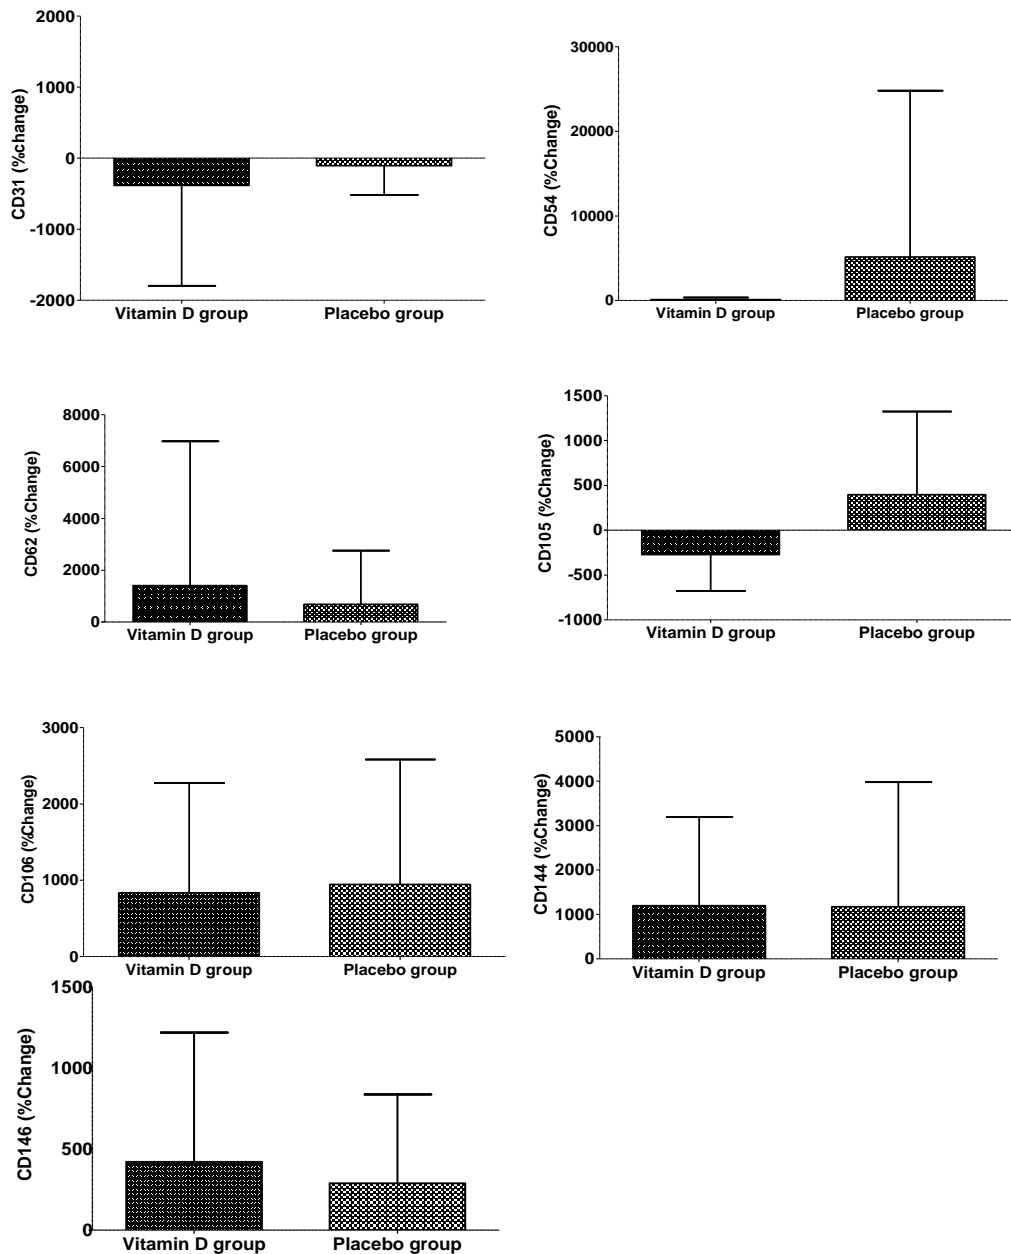 2000
1000
0
-1000
-2000
CD31 (%change)
Vitamin D group
Placebo group
30000
20000
10000
0
CD54 (%Change)
Vitamin D group
Placebo group
8000
6000
4000
2000
0
CD62 (%Change)
Vitamin D group
Placebo group
1500
1000
500
0
-500
-1000
CD105 (%Change)
Vitamin D group
Placebo group
3000
2000
1000
0
CD106 (%Change)
Vitamin D group
Placebo group
5000
4000
3000
2000
1000
0
CD144 (%Change)
Vitamin D group
Placebo group
1500
1000
500
0
CD146 (%Change)
Vitamin D group
Placebo group